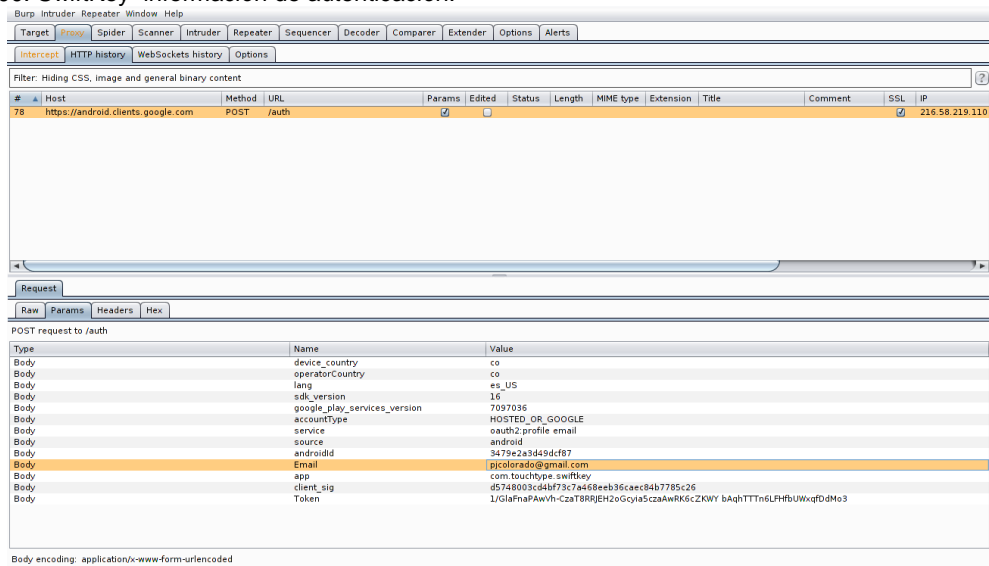 SwiftKey información de autenticación.
Burp Intruder Repeater Window Help
Target Proxy Spider Scanner Intruder Repeater Sequencer Decoder Comparer Extender Options Alerts
Intercept HTTP history WebSockets history Options
Filter: Hiding CSS, image and general binary content ?
# Host Method URL Params Edited Status Length MIME type Extension Title Comment SSL IP
78 https://android.clients.google.com POST /auth 216.58.219.110
Request
Raw Params Headers Hex
POST request to /auth
Type Name Value
Body device_country co
Body operatorCountry co
Body lang es_US
Body sdk_version 16
Body google_play_services_version 7097036
Body accountType HOSTED_OR_GOOGLE
Body service oauth2:profile email
Body source android
Body androidId 3479e2a3d49dcf87
Body Email pjcolorado@gmail.com
Body app com.touchtype.swiftkey
Body client_sig d5748003cd4bf73c7a468eeb36caec84b7785c26
Body Token 1/GlaFnaPAwVh-CzaT8RRJEH2oGcyia5czaAwRK6cZKWY bAqhTTTn6LFHfbUWxqfDdMo3
Body encoding: application/x-www-form-urlencoded